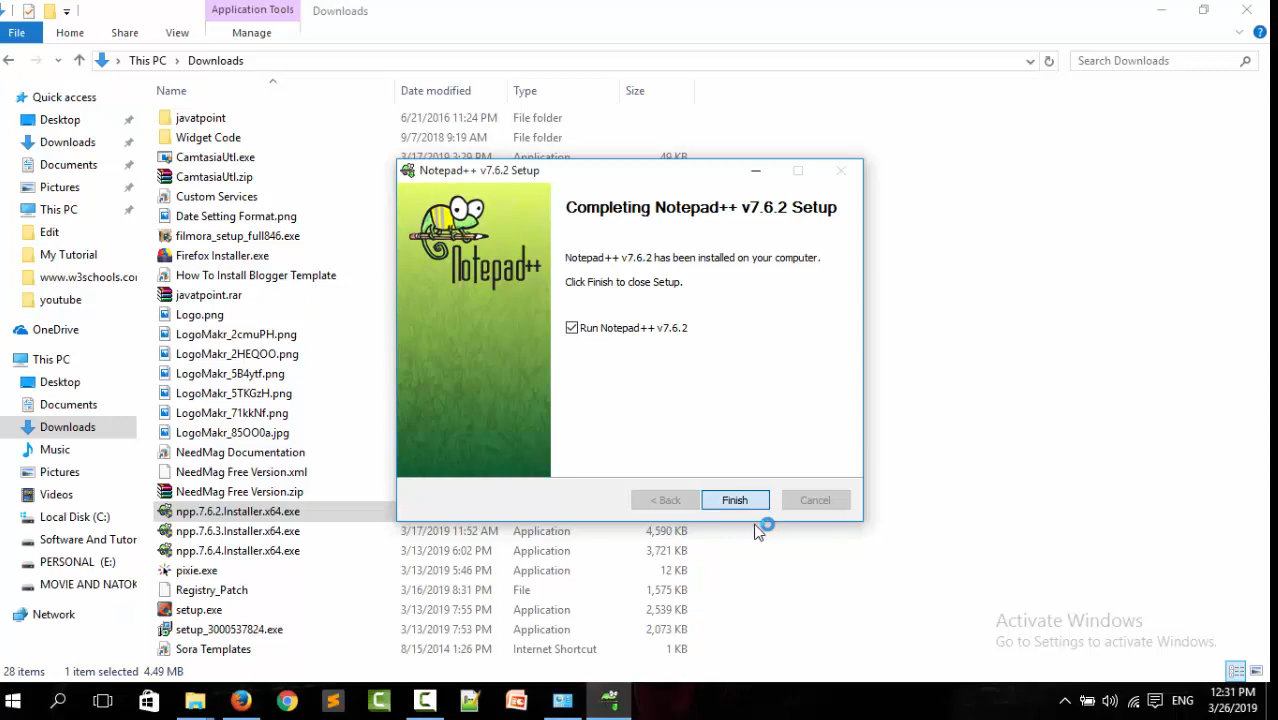 Application Tools Downloads
File Home Share View Manage
This PC Downloads Search Downloads
Name Date modified Type Size
Quick access
Desktop
Downloads
Documents
Pictures
This PC
Edit
My Tutorial
www.w3schools.co
youtube
OneDrive
This PC
Desktop
Documents
Downloads
Music
Pictures
Videos
Local Disk (C:)
Software And Tutor
PERSONAL (E:)
MOVIE AND NATOK
Network
javatpoint 6/21/2016 11:24 PM File folder
Widget Code 9/7/2018 9:19 AM File folder
CamtasiaUtl.exe 3/17/2019 3:29 PM Application 49 KB
CamtasiaUtl.zip
Custom Services
Date Setting Format.png
filmora_setup_full846.exe
Firefox Installer.exe
How To Install Blogger Template
javatpoint.rar
Logo.png
LogoMakr_2cmuPH.png
LogoMakr_2HEQOO.png
LogoMakr_5B4ytf.png
LogoMakr_5TKGzH.png
LogoMakr_71kkNf.png
LogoMakr_85OO0a.jpg
NeedMag Documentation
NeedMag Free Version.xml
NeedMag Free Version.zip
npp.7.6.2.Installer.x64.exe
npp.7.6.3.Installer.x64.exe 3/17/2019 11:52 AM Application 4,590 KB
npp.7.6.4.Installer.x64.exe 3/13/2019 6:02 PM Application 3,721 KB
pixie.exe 3/13/2019 5:46 PM Application 12 KB
Registry_Patch 3/16/2019 8:31 PM File 1,575 KB
setup.exe 3/13/2019 7:55 PM Application 2,539 KB
setup_3000537824.exe 3/13/2019 7:53 PM Application 2,073 KB
Sora Templates 8/15/2014 1:26 PM Internet Shortcut 1 KB
Notepad++ v7.6.2 Setup
Notepad++
Completing Notepad++ v7.6.2 Setup
Notepad++ v7.6.2 has been installed on your computer.
Click Finish to close Setup.
Run Notepad++ v7.6.2
< Back Finish Cancel
Activate Windows
Go to Settings to activate Windows.
28 items 1 item selected 4.49 MB
ENG 12:31 PM
3/26/2019